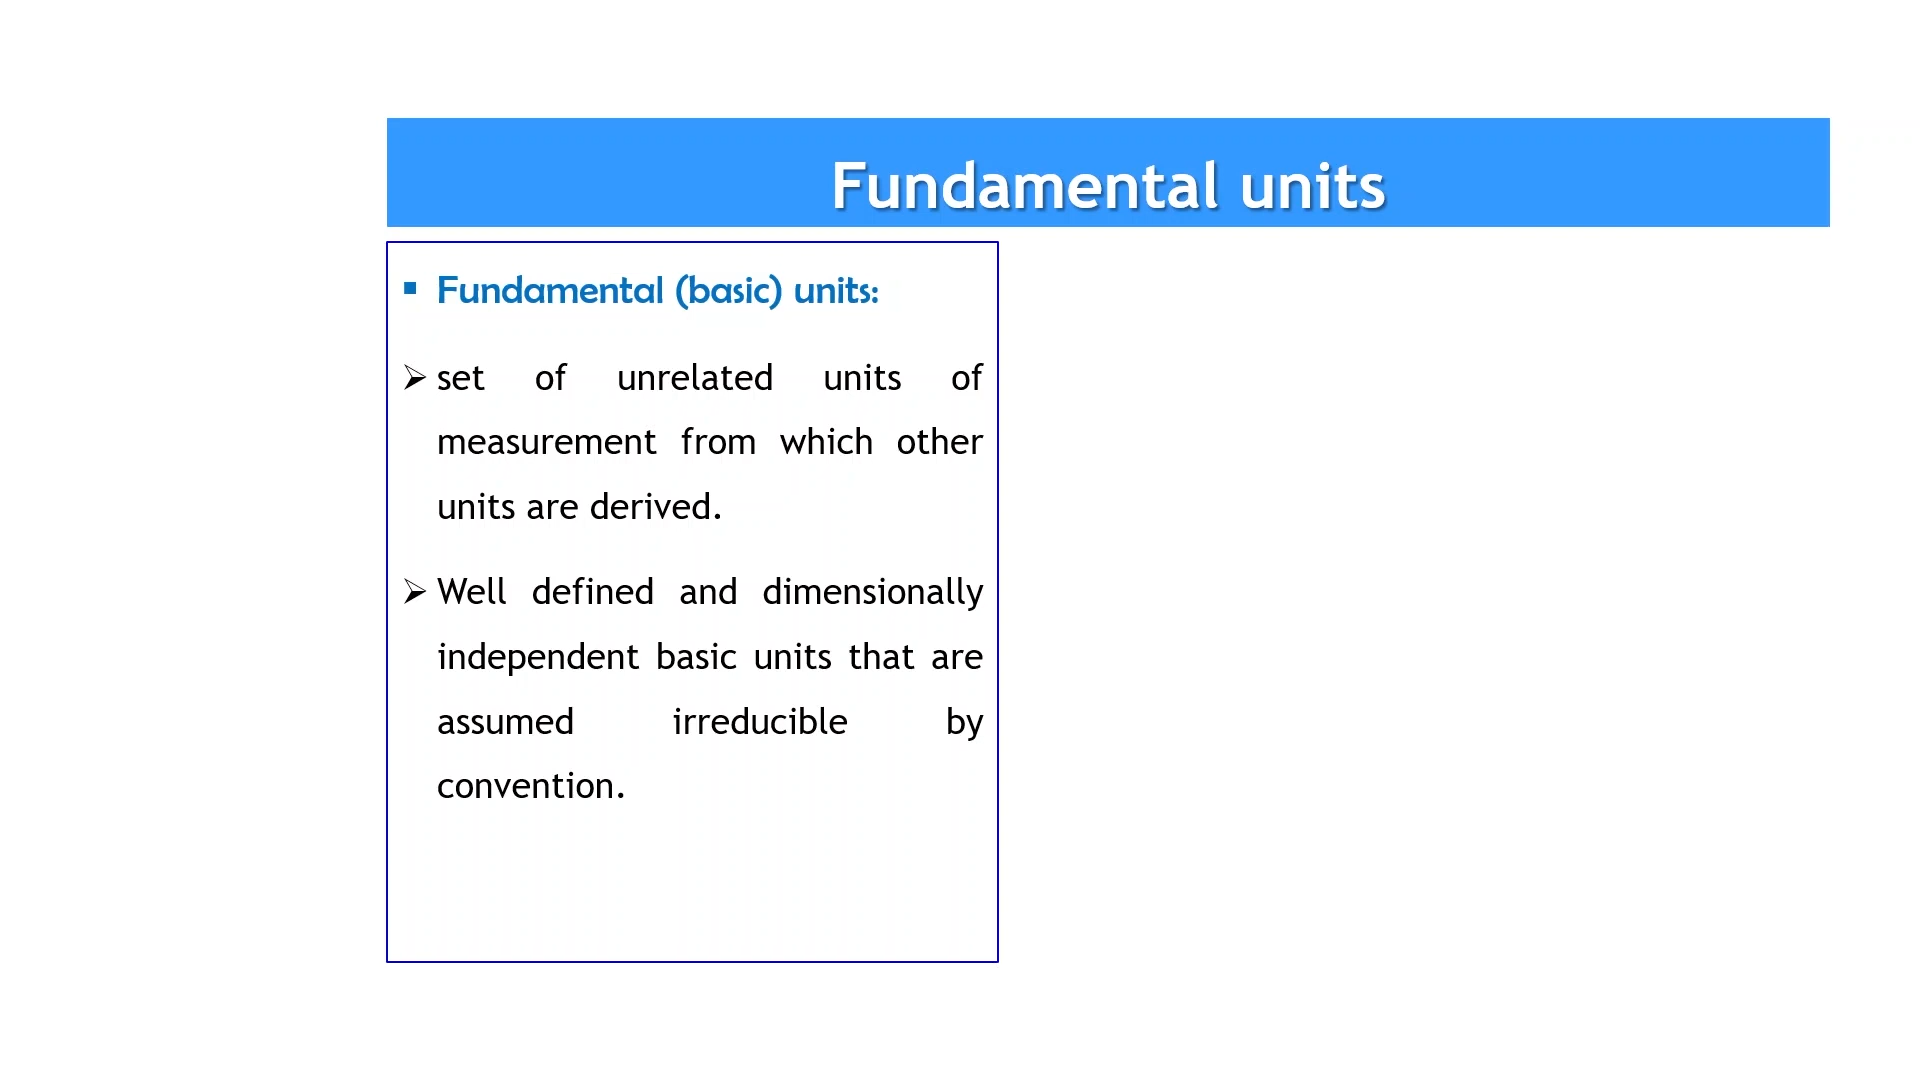 Fundamental units
▪ Fundamental (basic) units:
➢ set of unrelated units of
measurement from which other
units are derived.
➢ Well defined and dimensionally
independent basic units that are
assumed irreducible by
convention.